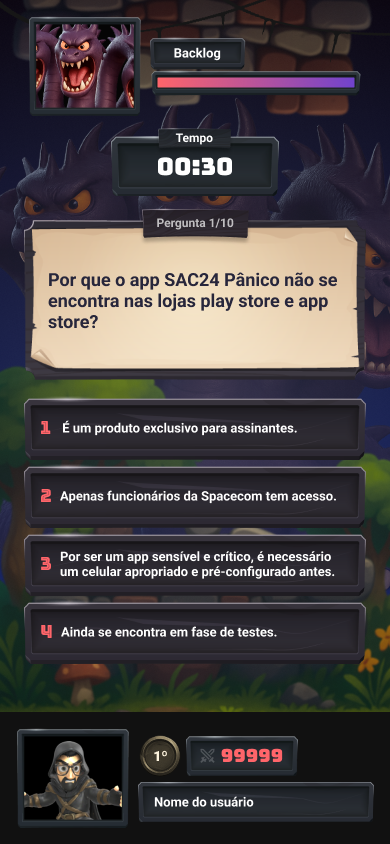 Backlog
Tempo
00:30
Pergunta 1/10
Por que o app SAC24 Pânico não se
encontra nas lojas play store e app
store?
1 É um produto exclusivo para assinantes.
2 Apenas funcionários da Spacecom tem acesso.
3 Por ser um app sensível e crítico, é necessário
um celular apropriado e pré-configurado antes.
4 Ainda se encontra em fase de testes.
1º 99999
Nome do usuário